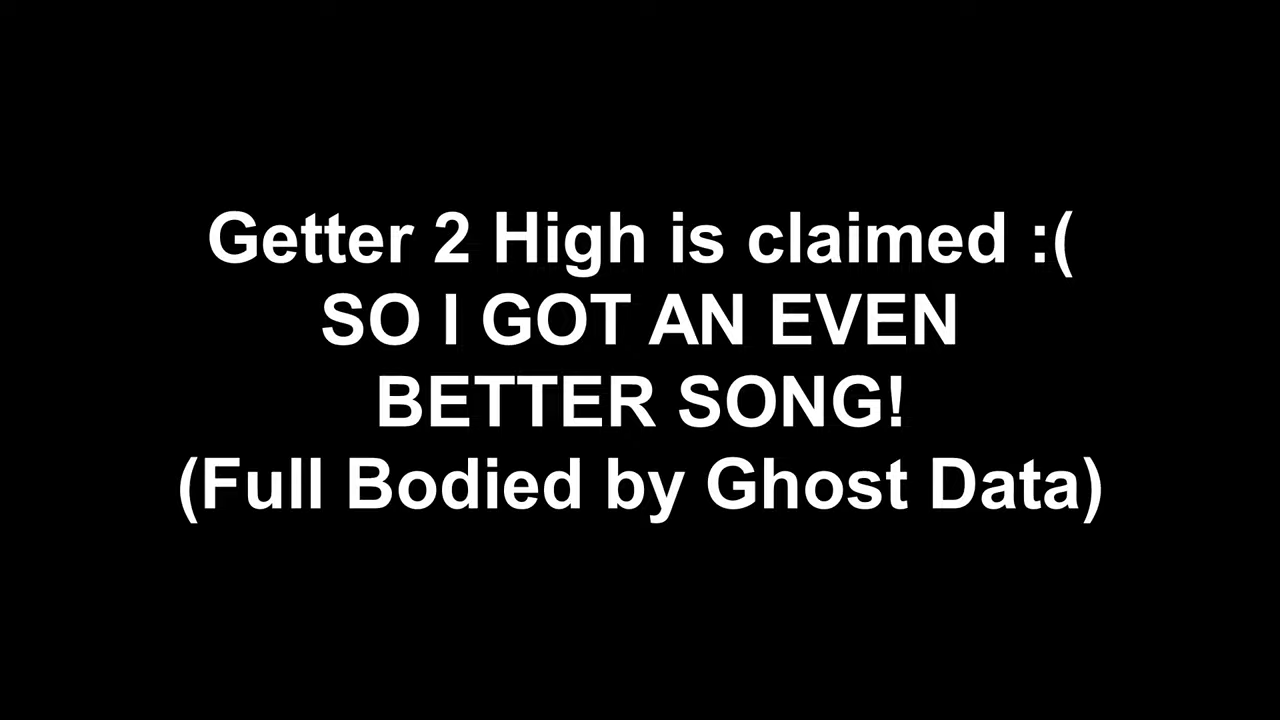 Getter 2 High is claimed :(
SO I GOT AN EVEN
BETTER SONG!
(Full Bodied by Ghost Data)